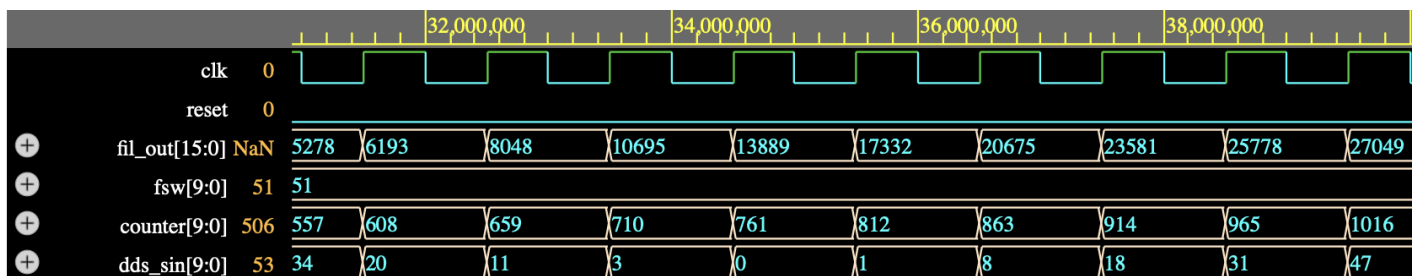 32,000,000 34,000,000 36,000,000 38,000,000
clk 0
reset 0
fil_out[15:0] NaN 5278 6193 8048 10695 13889 17332 20675 23581 25778 27049
fsw[9:0] 51 51
counter[9:0] 506 557 608 659 710 761 812 863 914 965 1016
dds_sin[9:0] 53 34 20 11 3 0 1 8 18 31 47